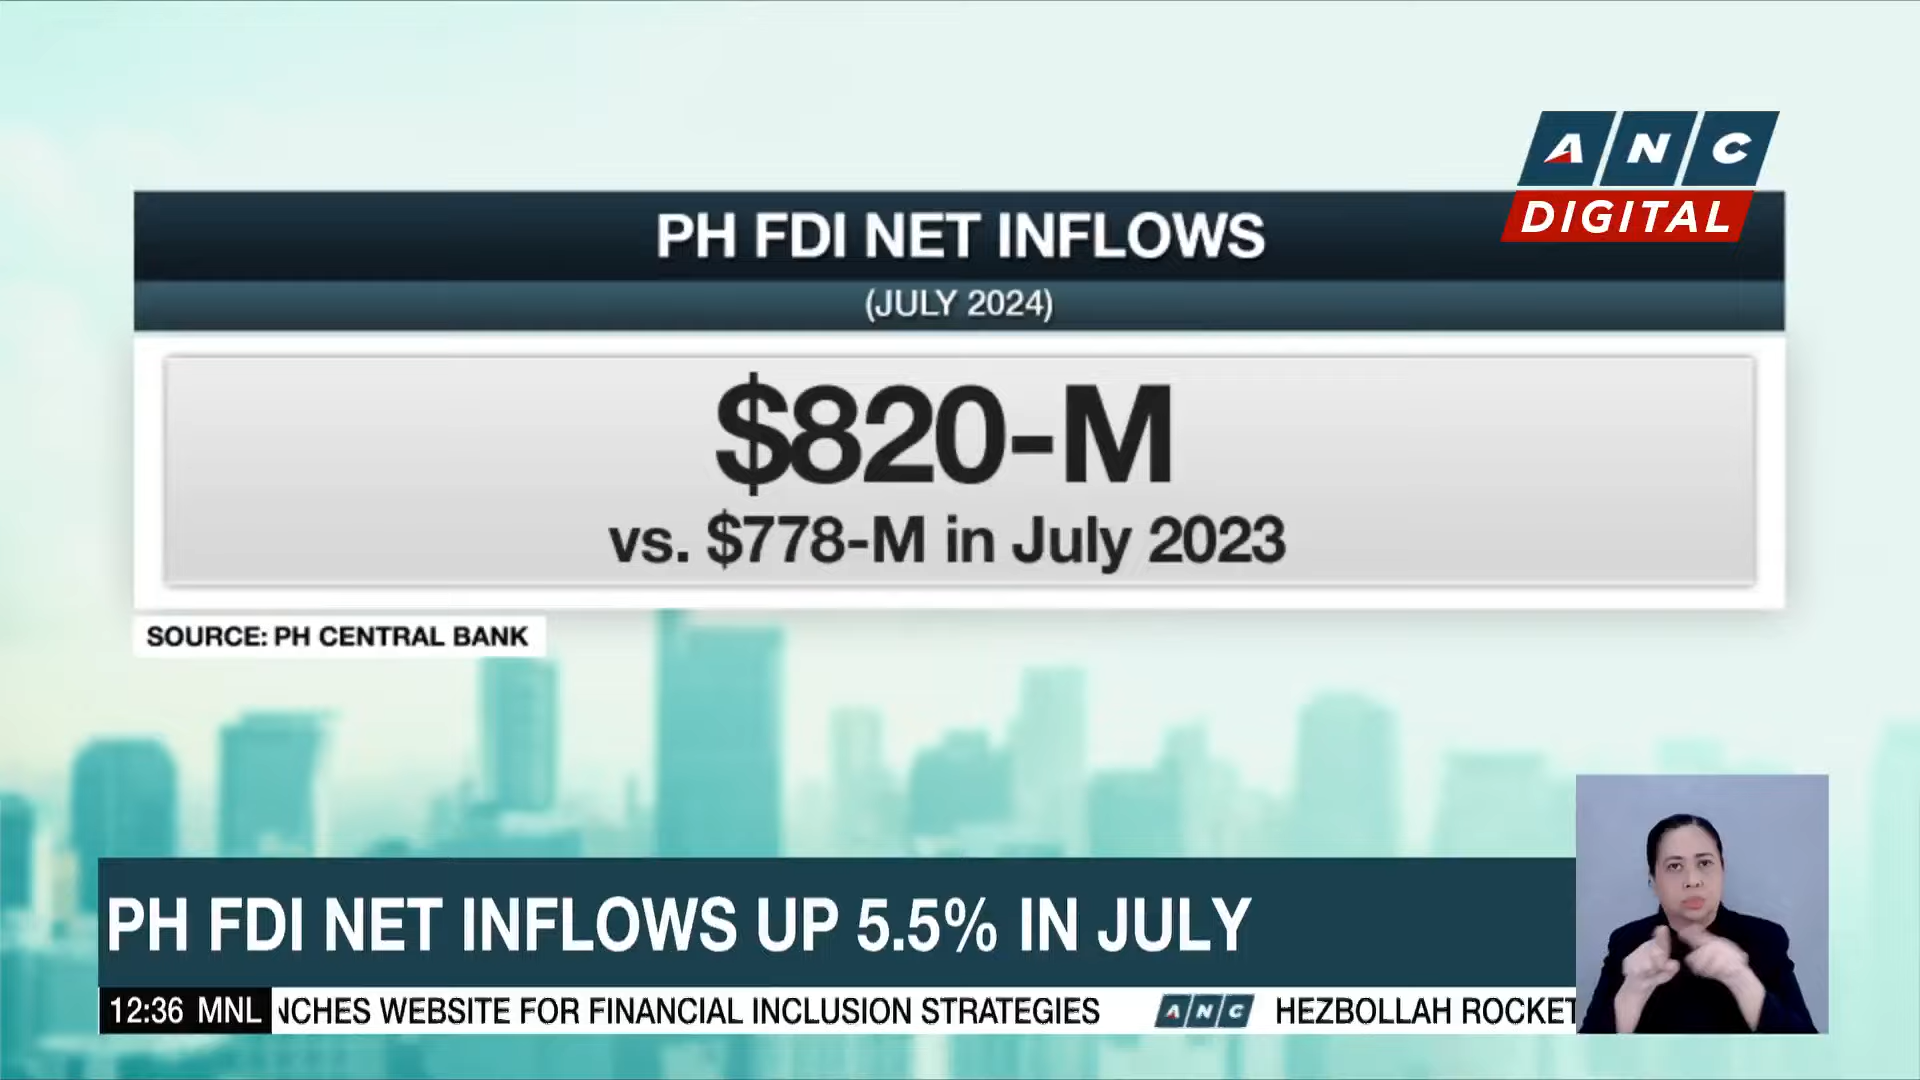 ANC
DIGITAL
PH FDI NET INFLOWS
(JULY 2024)
$820-M
vs. $778-M in July 2023
SOURCE: PH CENTRAL BANK
PH FDI NET INFLOWS UP 5.5% IN JULY
12:36 MNL WEBSITE FOR FINANCIAL INCLUSION STRATEGIES ANC HEZBOLLAH ROCKET